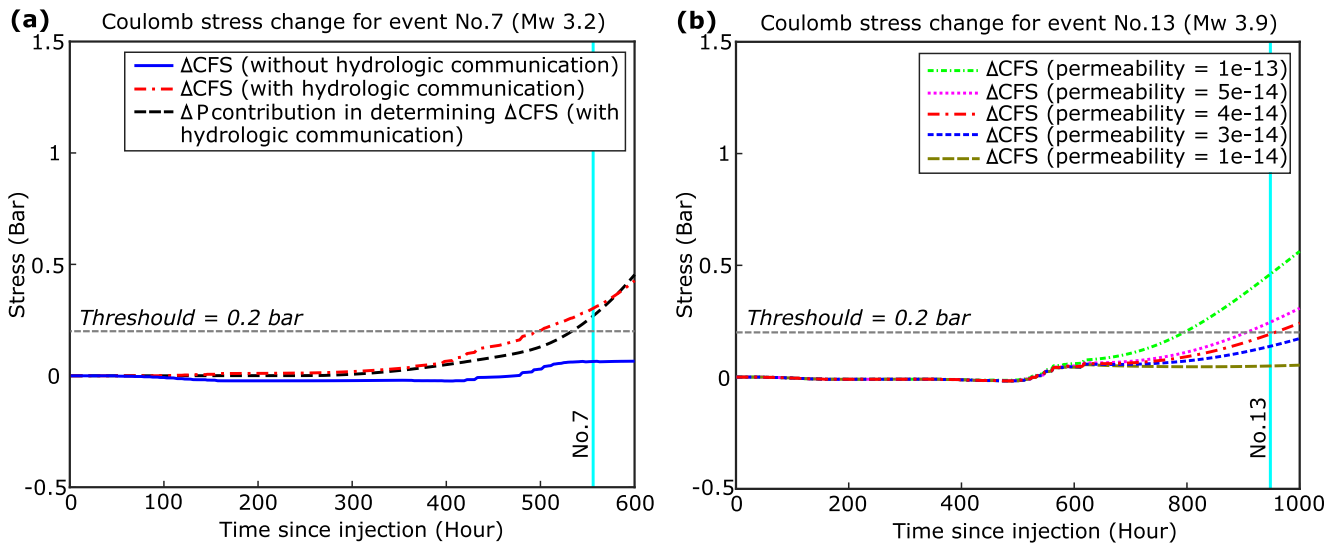 (a)
Coulomb stress change for event No.7 (Mw 3.2)
ΔCFS (without hydrologic communication)
ΔCFS (with hydrologic communication)
ΔP contribution in determining ΔCFS (with
hydrologic communication)
Threshould = 0.2 bar
No.7
Stress (Bar)
1.5
1
0.5
0
-0.5
0 100 200 300 400 500 600
Time since injection (Hour)
(b)
Coulomb stress change for event No.13 (Mw 3.9)
ΔCFS (permeability = 1e-13)
ΔCFS (permeability = 5e-14)
ΔCFS (permeability = 4e-14)
ΔCFS (permeability = 3e-14)
ΔCFS (permeability = 1e-14)
Threshould = 0.2 bar
No.13
Stress (Bar)
1.5
1
0.5
0
-0.5
0 200 400 600 800 1000
Time since injection (Hour)